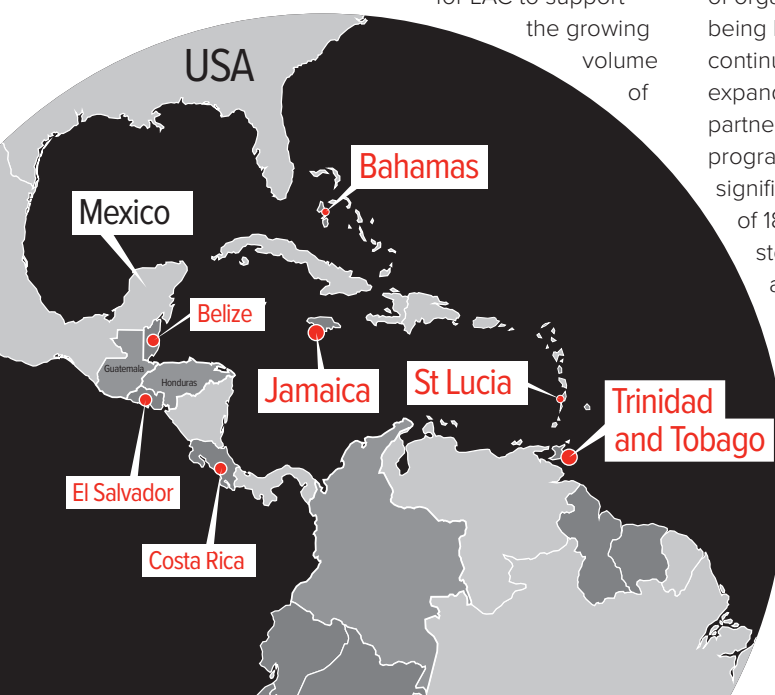 for LAC to support
the growing
volume
of
being
continu
expand
partne
progra
signifi
of 18
USA
Bahamas
Mexico
Belize
Guatemala
Honduras
Jamaica
St Lucia
Trinidad
and Tobago
El Salvador
Costa Rica